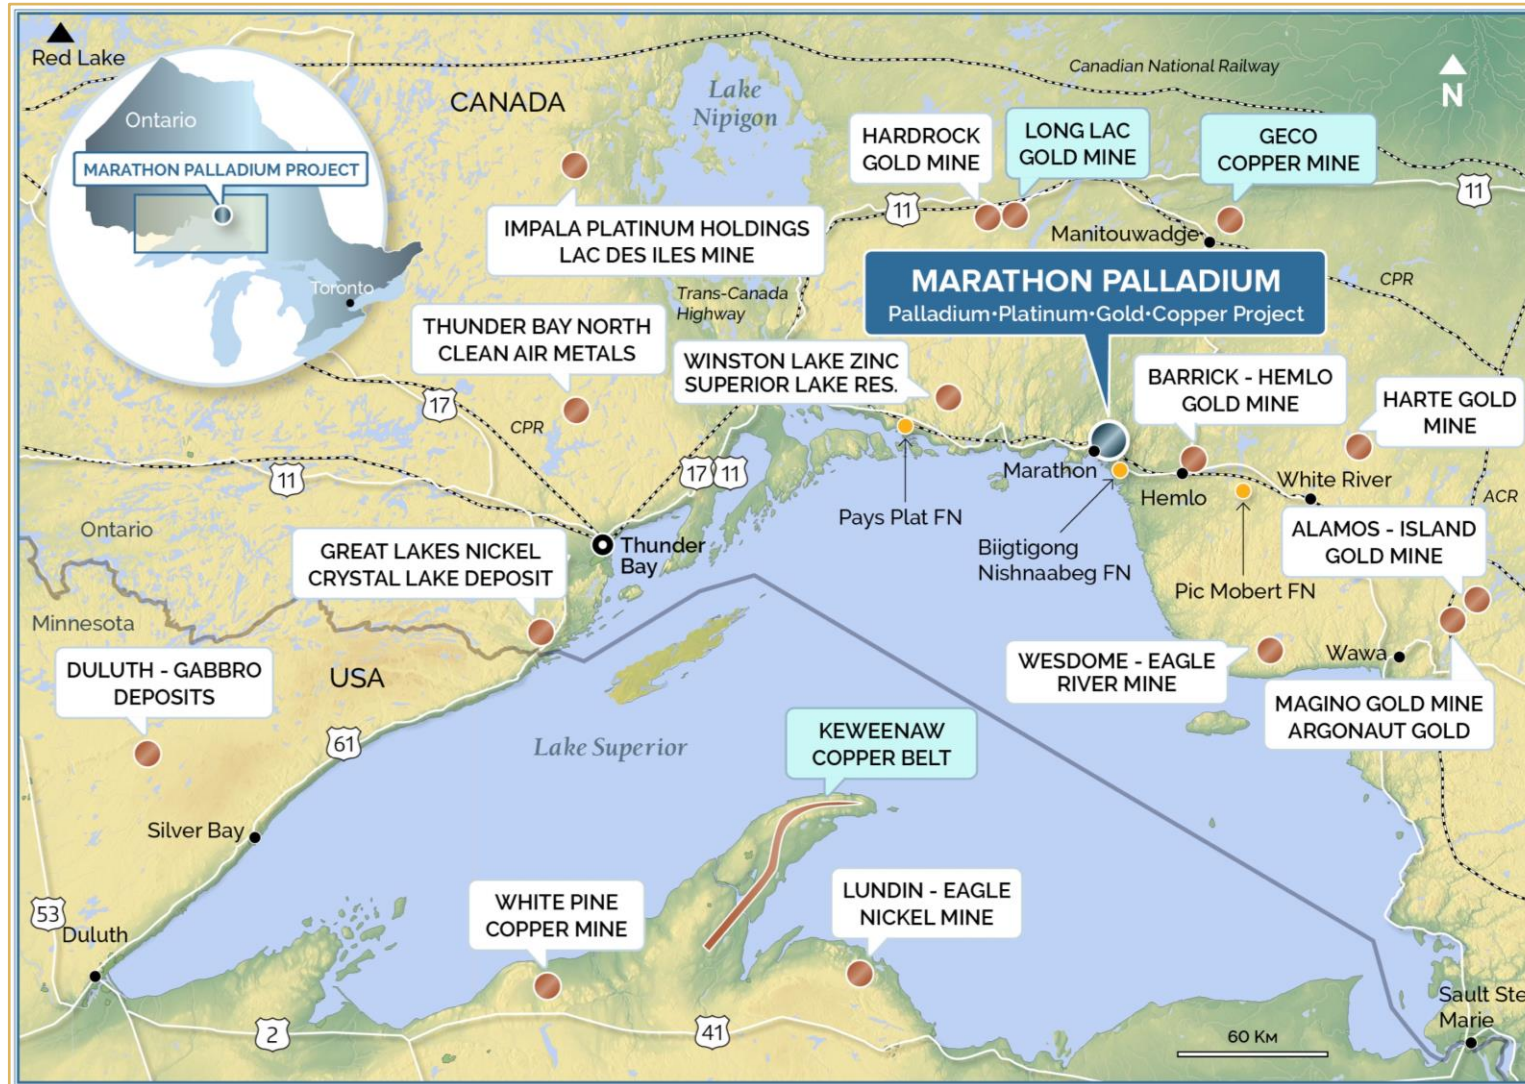 Red Lake
Ontario
MARATHON PALLADIUM PROJECT
Toronto
CANADA
Lake
Nipigon
Canadian National Railway
N
HARDROCK
GOLD MINE
LONG LAC
GOLD MINE
GECO
COPPER MINE
11
11
IMPALA PLATINUM HOLDINGS
LAC DES ILES MINE
Manitouwadge
MARATHON PALLADIUM
Palladium•Platinum•Gold•Copper Project
CPR
Trans-Canada
Highway
THUNDER BAY NORTH
CLEAN AIR METALS
WINSTON LAKE ZINC
SUPERIOR LAKE RES.
BARRICK - HEMLO
GOLD MINE
HARTE GOLD
MINE
17
CPR
17 11
11
Marathon
Hemlo
White River
ACR
Pays Plat FN
Biigtigong
Nishnaabeg FN
Pic Mobert FN
ALAMOS - ISLAND
GOLD MINE
Ontario
Minnesota
GREAT LAKES NICKEL
CRYSTAL LAKE DEPOSIT
Thunder
Bay
USA
DULUTH - GABBRO
DEPOSITS
WESDOME - EAGLE
RIVER MINE
Wawa
MAGINO GOLD MINE
ARGONAUT GOLD
61
Lake Superior
KEWEENAW
COPPER BELT
Silver Bay
53
Duluth
WHITE PINE
COPPER MINE
LUNDIN - EAGLE
NICKEL MINE
2
41
60 KM
Sault Ste
Marie